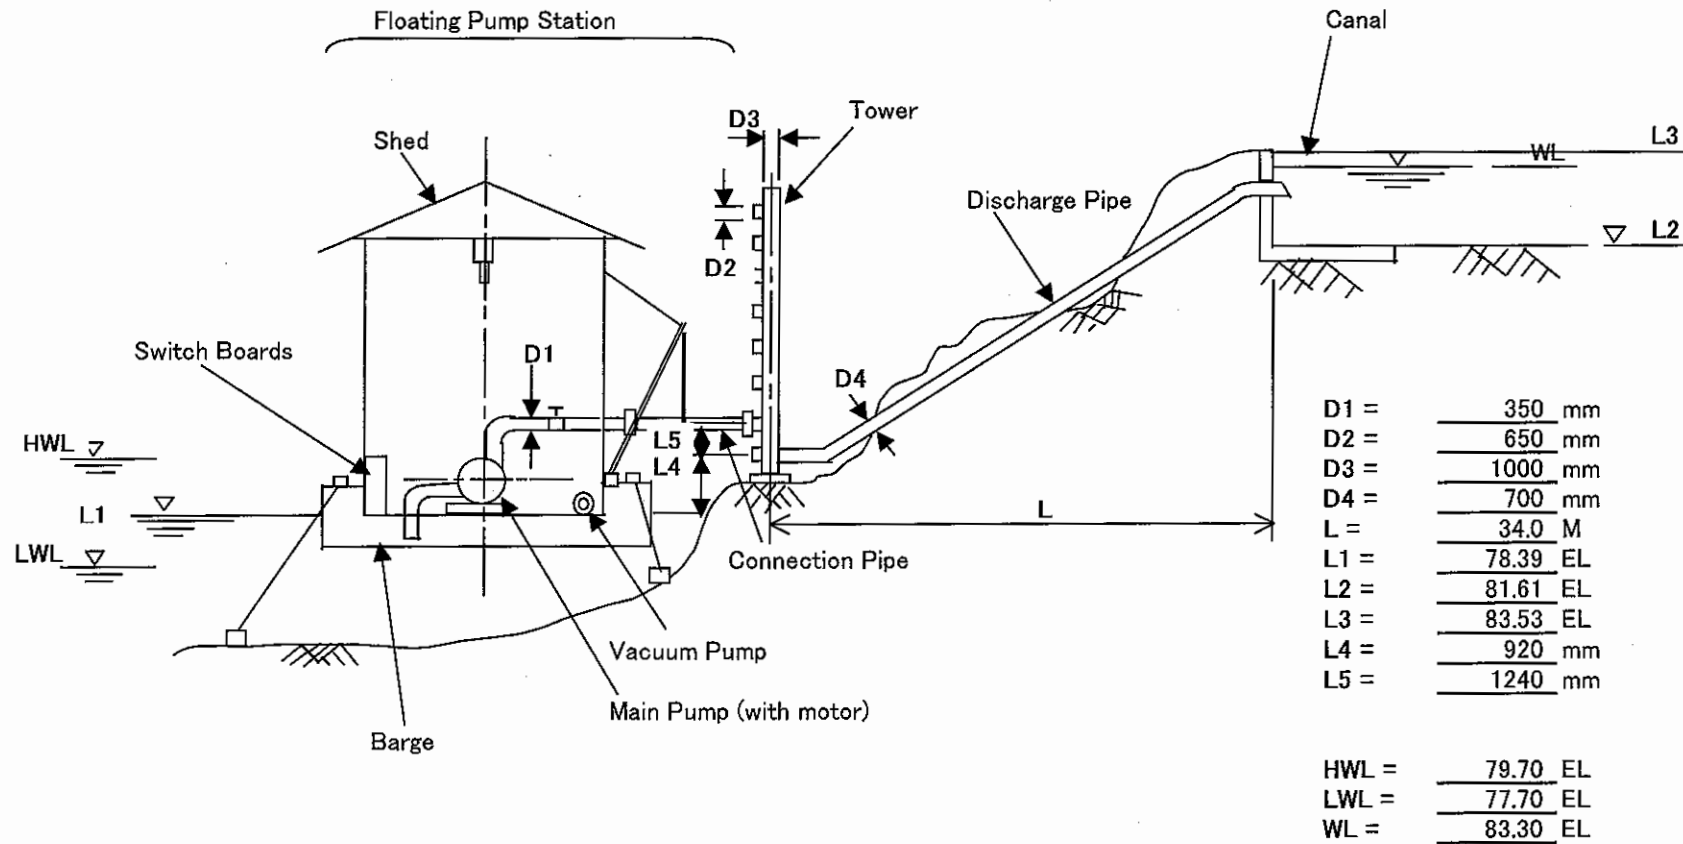 Floating Pump Station
Canal
D3
Tower
Shed
L3
WL
Discharge Pipe
L2
D2
Switch Boards
D1
D4
HWL
L5
L4
L1
L
LWL
Connection Pipe
Vacuum Pump
Main Pump (with motor)
Barge
D1 = 350 mm
D2 = 650 mm
D3 = 1000 mm
D4 = 700 mm
L = 34.0 M
L1 = 78.39 EL
L2 = 81.61 EL
L3 = 83.53 EL
L4 = 920 mm
L5 = 1240 mm
HWL = 79.70 EL
LWL = 77.70 EL
WL = 83.30 EL